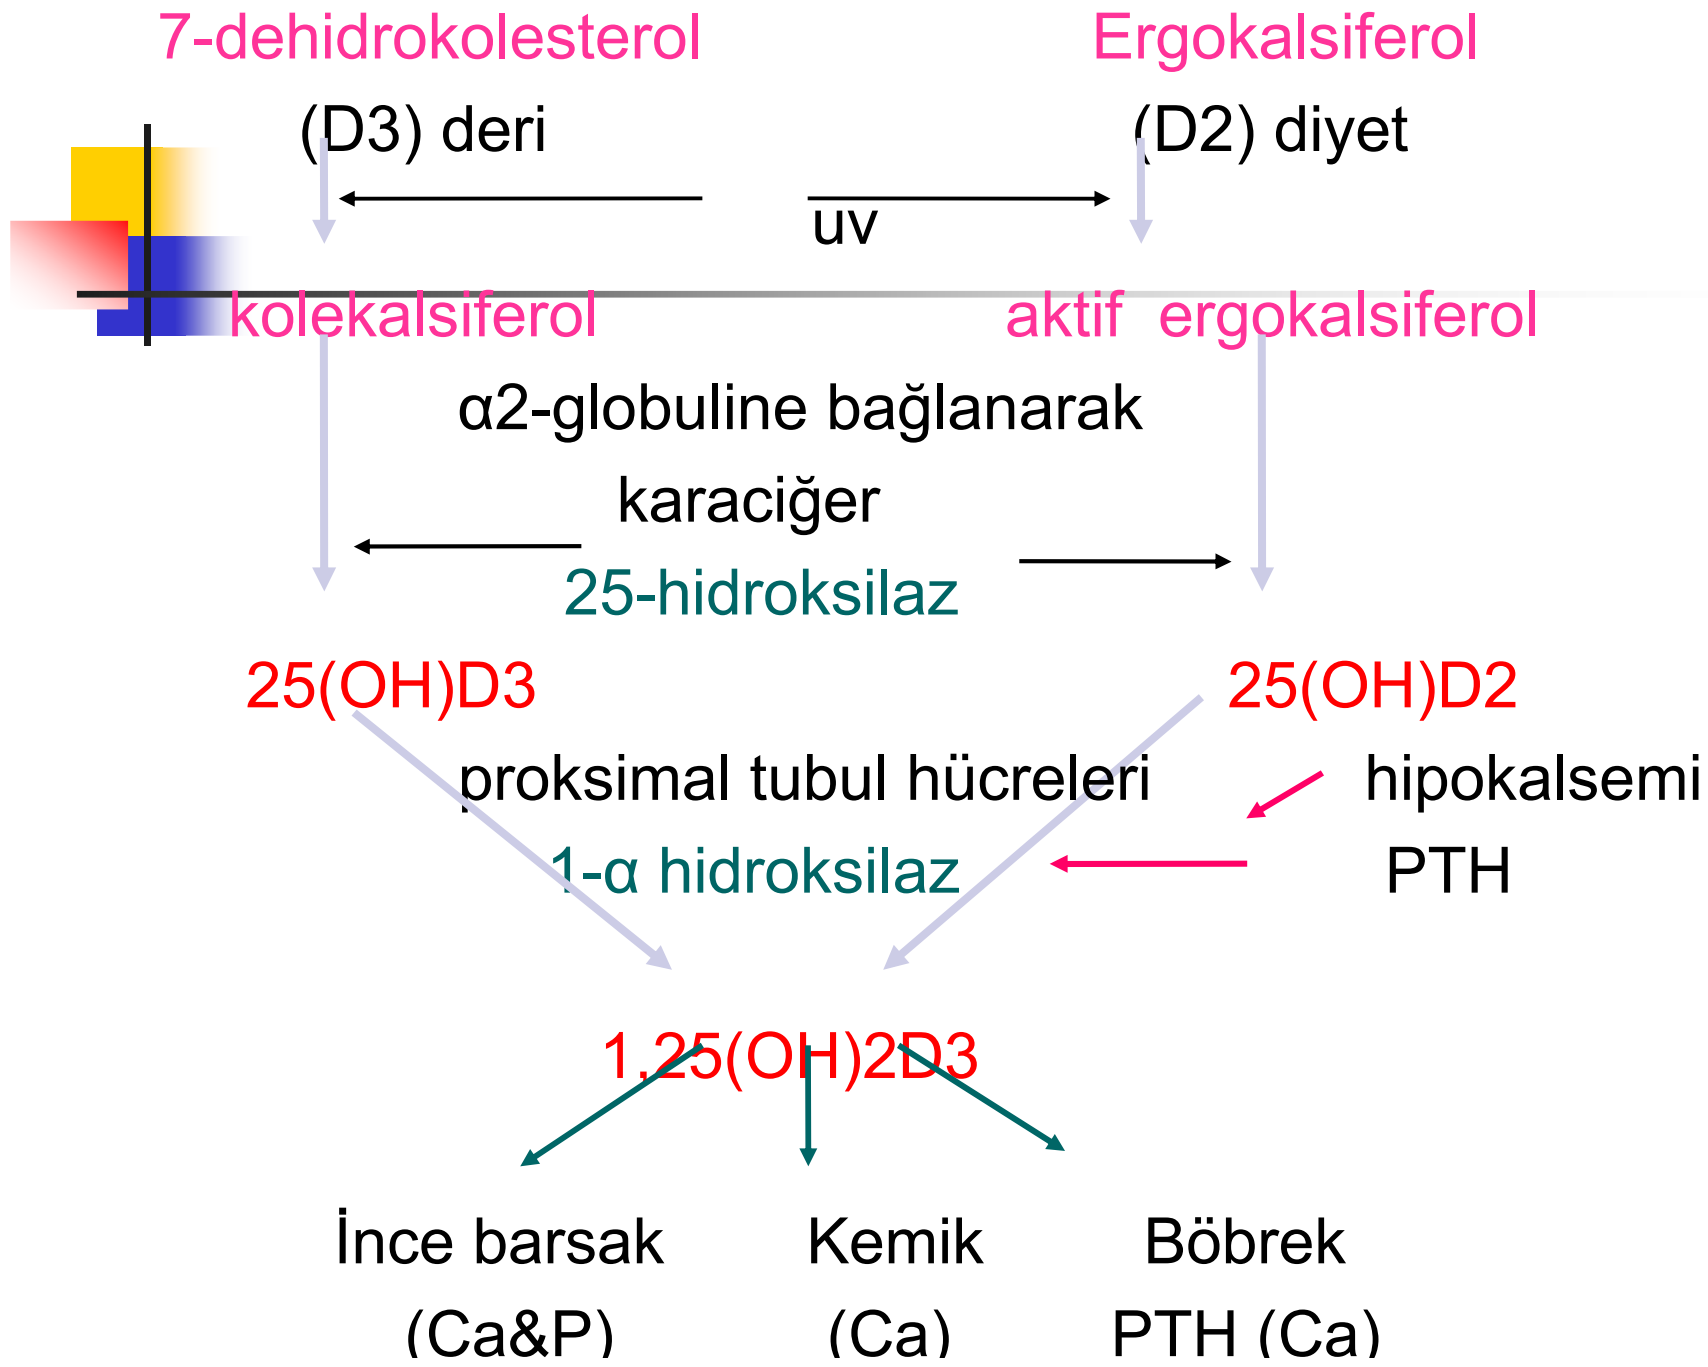 7-dehidrokolesterol Ergokalsiferol
(D3) deri (D2) diyet
uv
kolekalsiferol aktif ergokalsiferol
α2-globuline bağlanarak
karaciğer
25-hidroksilaz
25(OH)D3 25(OH)D2
proksimal tubul hücreleri hipokalsemi
1-α hidroksilaz PTH
1,25(OH)2D3
İnce barsak Kemik Böbrek
(Ca&P) (Ca) PTH (Ca)